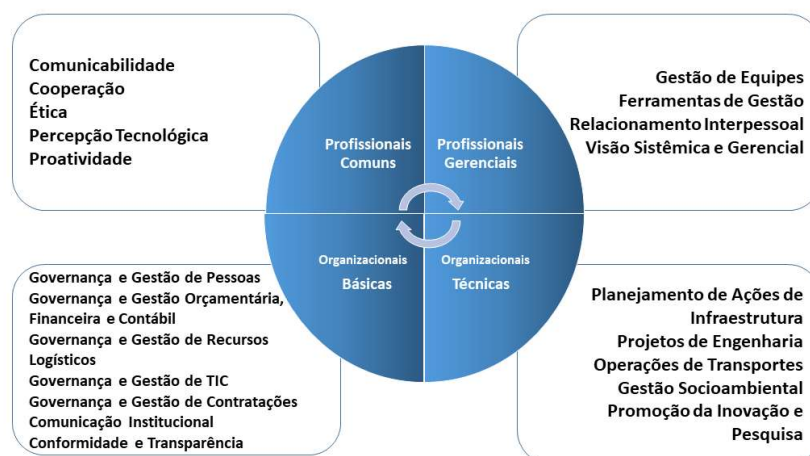 Comunicabilidade
Cooperação
Ética
Percepção Tecnológica
Proatividade
Profissionais
Comuns
Profissionais
Gerenciais
Gestão de Equipes
Ferramentas de Gestão
Relacionamento Interpessoal
Visão Sistêmica e Gerencial
Governança e Gestão de Pessoas
Governança e Gestão Orçamentária,
Financeira e Contábil
Governança e Gestão de Recursos
Logísticos
Governança e Gestão de TIC
Governança e Gestão de Contratações
Comunicação Institucional
Conformidade e Transparência
Organizacionais
Básicas
Organizacionais
Técnicas
Planejamento de Ações de
Infraestrutura
Projetos de Engenharia
Operações de Transportes
Gestão Socioambiental
Promoção da Inovação e
Pesquisa